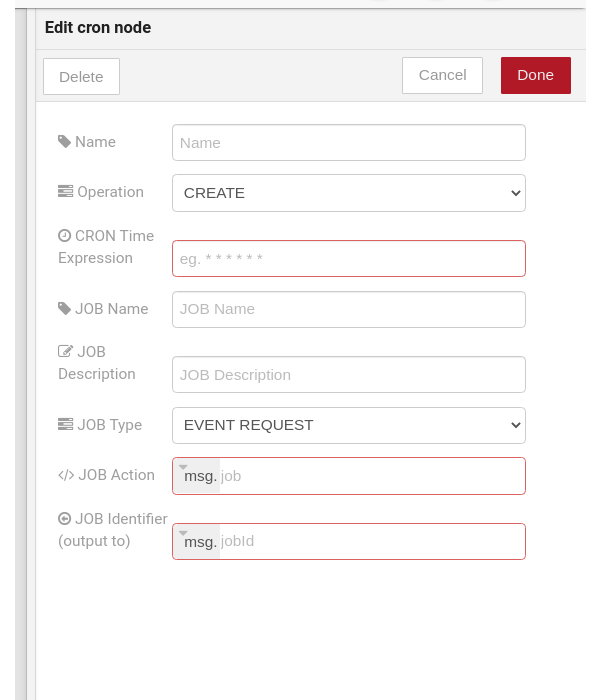 Edit cron node
Delete
Cancel
Done
Name
Name
Operation
CREATE
CRON Time
Expression
eg. * * * * * *
JOB Name
JOB Name
JOB
Description
JOB Description
JOB Type
EVENT REQUEST
JOB Action
msg. job
JOB Identifier
(output to)
msg. jobId